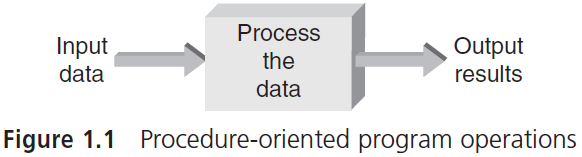 Input
data
Process
the
data
Output
results
Figure 1.1 Procedure-oriented program operations